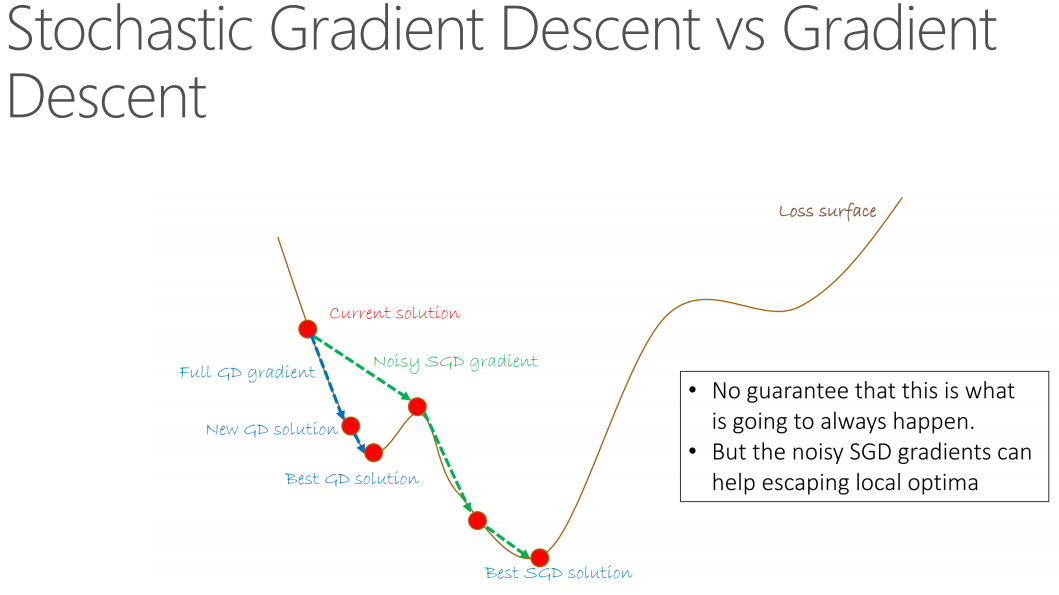 Stochastic Gradient Descent vs Gradient
Descent
Loss surface
Current solution
Noisy SGD gradient
Full GD gradient
New GD solution
Best GD solution
Best SGD solution
• No guarantee that this is what
is going to always happen.
• But the noisy SGD gradients can
help escaping local optima